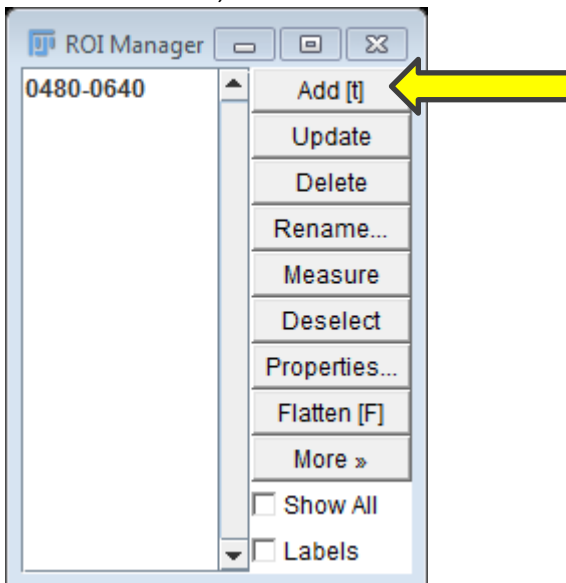 ROI Manager
0480-0640
Add [t]
Update
Delete
Rename...
Measure
Deselect
Properties...
Flatten [F]
More »
Show All
Labels